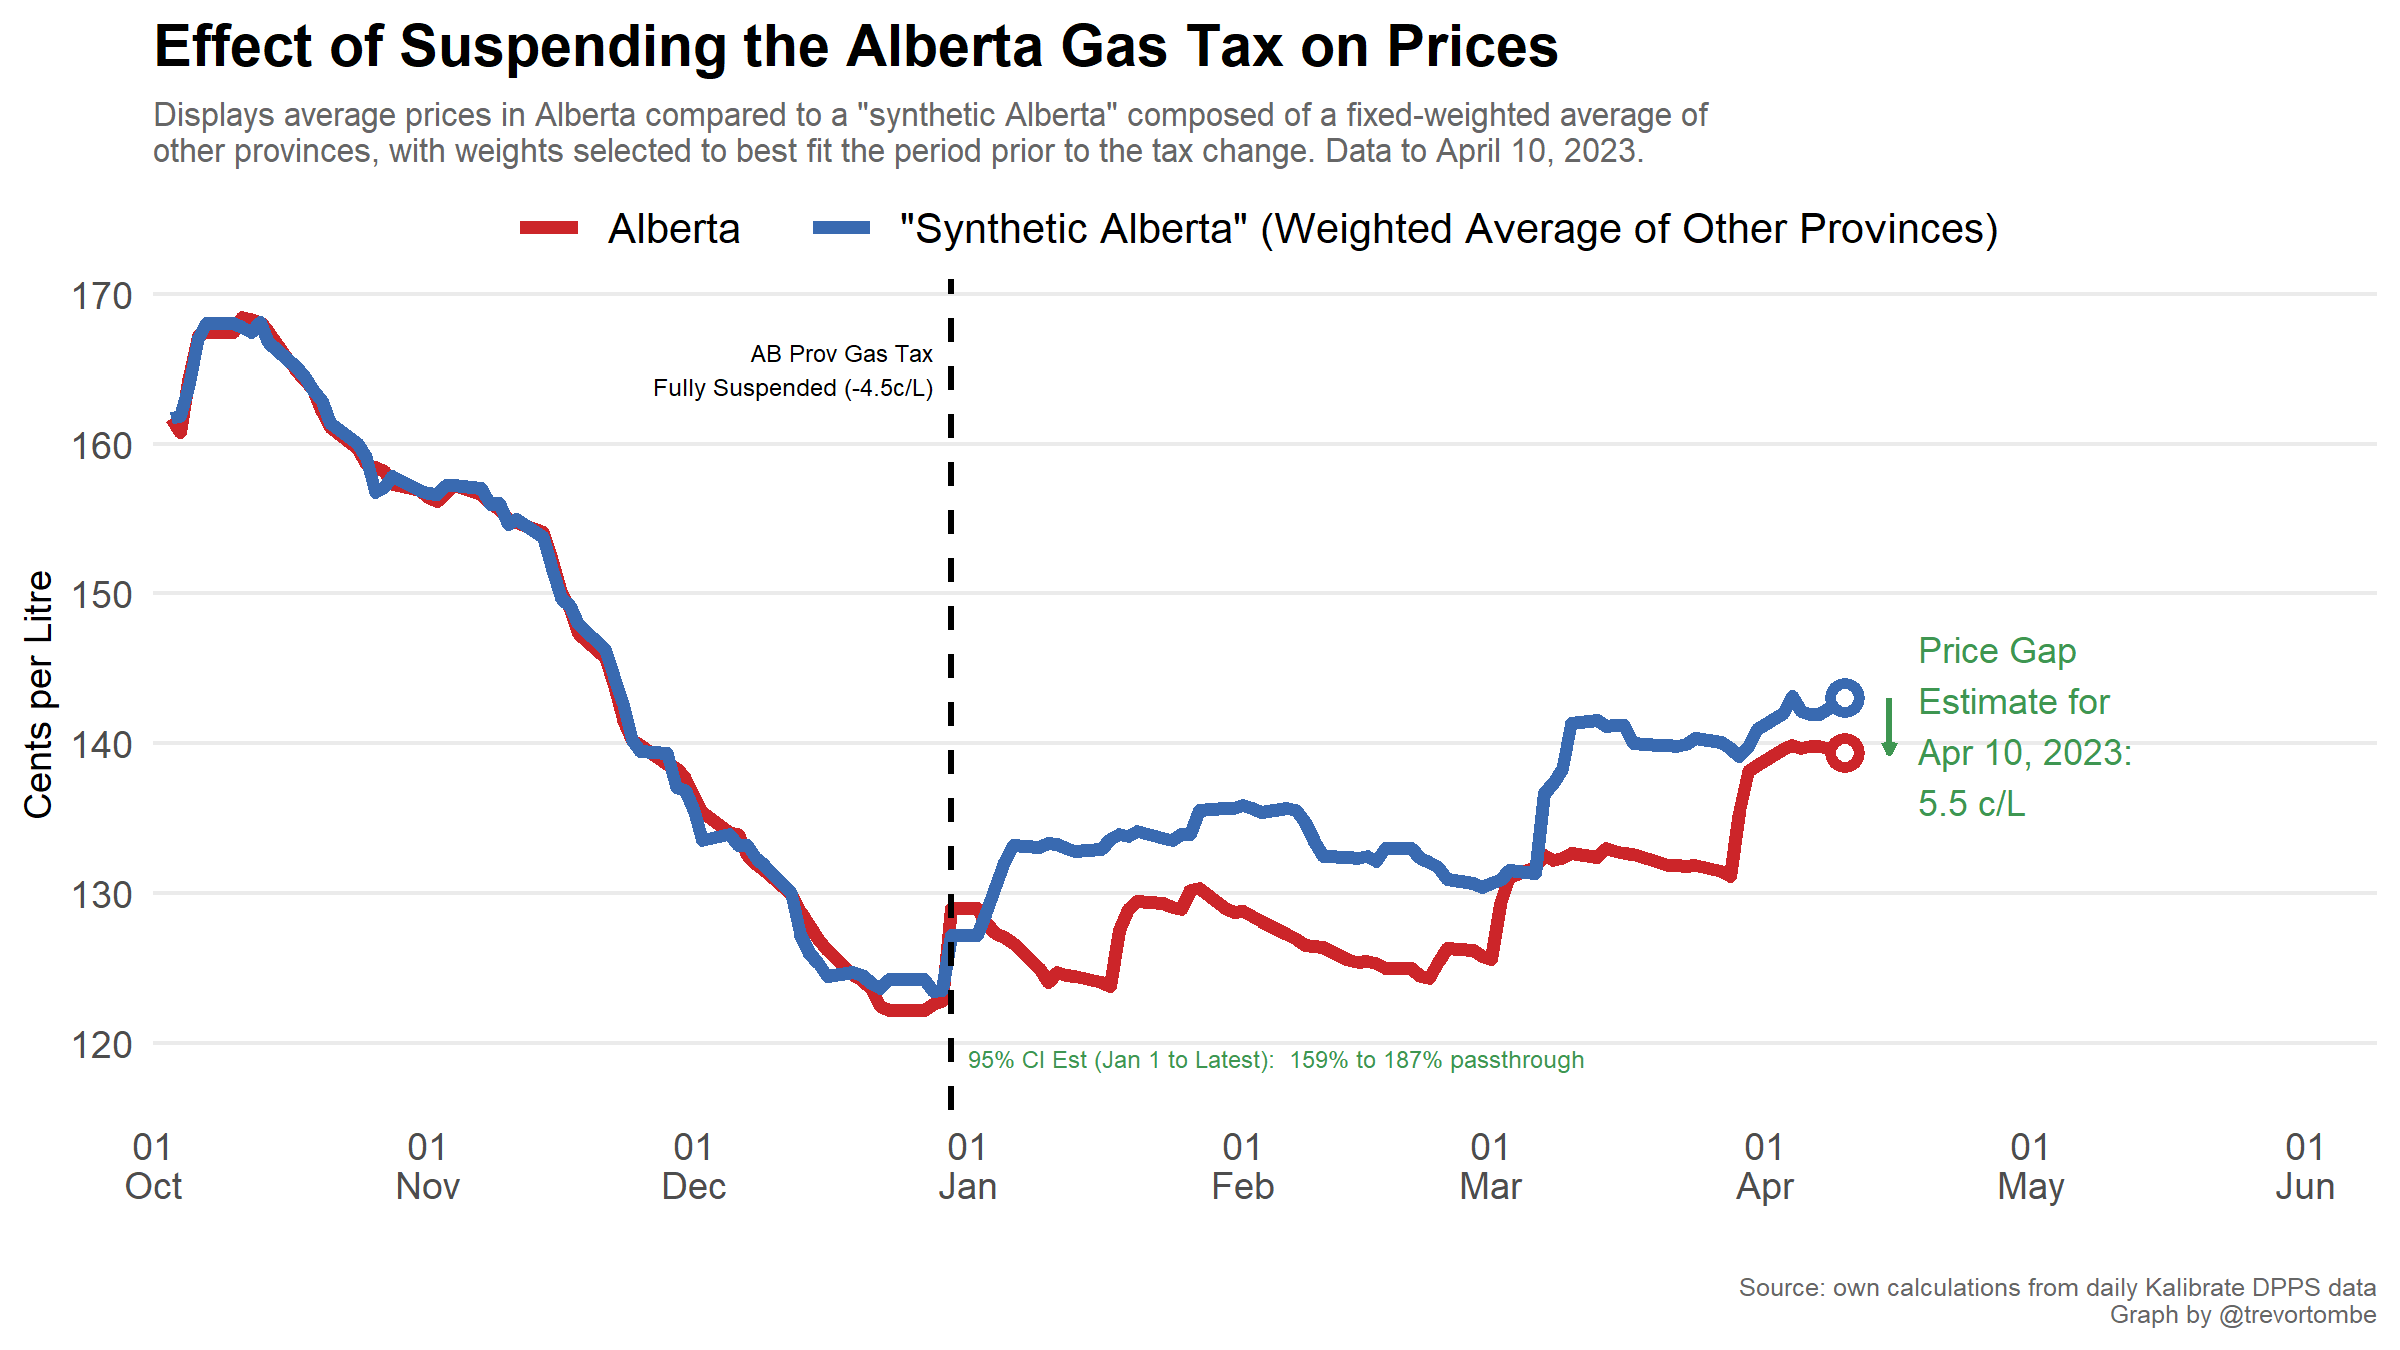 Effect of Suspending the Alberta Gas Tax on Prices
Displays average prices in Alberta compared to a "synthetic Alberta" composed of a fixed-weighted average of
other provinces, with weights selected to best fit the period prior to the tax change. Data to April 10, 2023.
Alberta
"Synthetic Alberta" (Weighted Average of Other Provinces)
Cents per Litre
170
160
150
140
130
120
AB Prov Gas Tax
Fully Suspended (-4.5c/L)
Price Gap
Estimate for
Apr 10, 2023:
5.5 c/L
95% CI Est (Jan 1 to Latest):  159% to 187% passthrough
01
Oct
01
Nov
01
Dec
01
Jan
01
Feb
01
Mar
01
Apr
01
May
01
Jun
Source: own calculations from daily Kalibrate DPPS data
Graph by @trevortombe